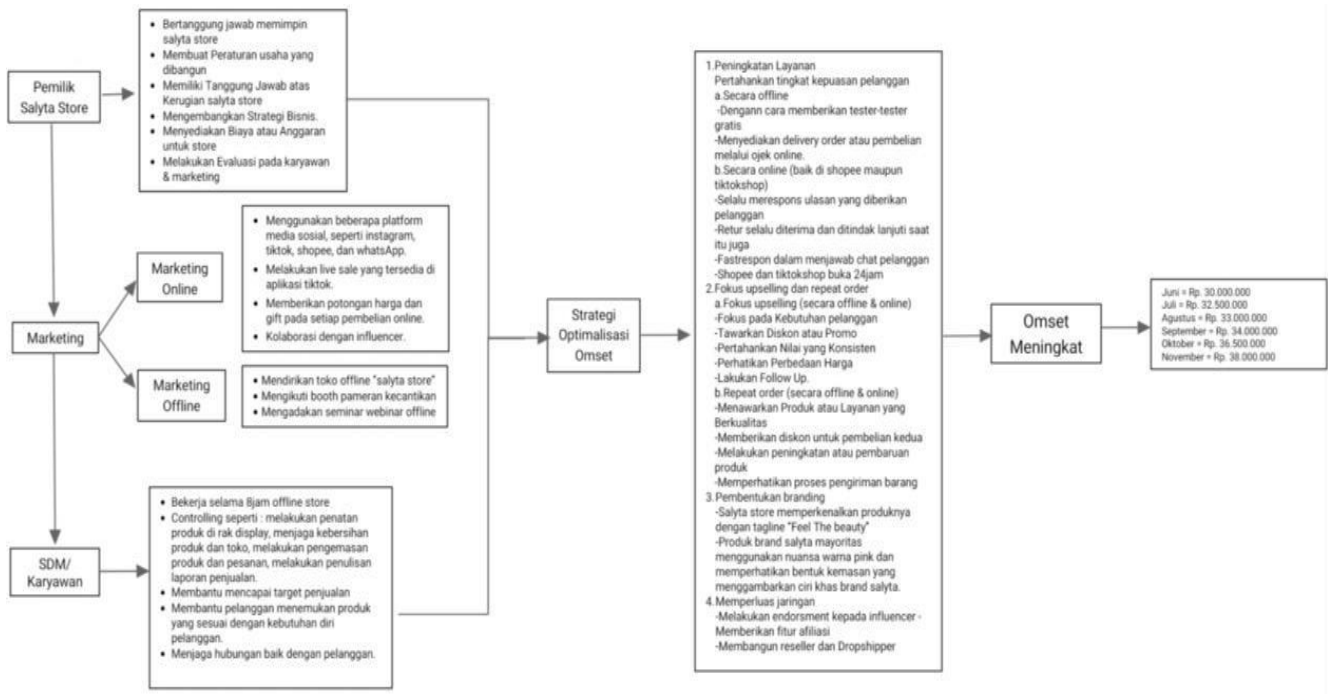 Pemilik
Salyta Store
• Bertanggung jawab memimpin
salyta store
• Membuat Peraturan usaha yang
dibangun
• Memiliki Tanggung Jawab atas
Kerugian salyta store
• Mengembangkan Strategi Bisnis.
• Menyediakan Biaya atau Anggaran
untuk store
• Melakukan Evaluasi pada karyawan
& marketing
Marketing
Marketing
Online
• Menggunakan beberapa platform
media sosial, seperti instagram,
tiktok, shopee, dan whatsApp.
• Melakukan live sale yang tersedia di
aplikasi tiktok.
• Memberikan potongan harga dan
gift pada setiap pembelian online.
• Kolaborasi dengan influencer.
Marketing
Offline
• Mendirikan toko offline "salyta store"
• Mengikuti booth pameran kecantikan
• Mengadakan seminar webinar offline
SDM/
Karyawan
• Bekerja selama 8jam offline store
• Controlling seperti : melakukan penatan
produk di rak display, menjaga kebersihan
produk dan toko, melakukan pengemasan
produk dan pesanan, melakukan penulisan
laporan penjualan.
• Membantu mencapai target penjualan
• Membantu pelanggan menemukan produk
yang sesuai dengan kebutuhan diri
pelanggan.
• Menjaga hubungan baik dengan pelanggan.
Strategi
Optimalisasi
Omset
1.Peningkatan Layanan
Pertahankan tingkat kepuasan pelanggan
a.Secara offline
-Dengann cara memberikan tester-tester
gratis
-Menyediakan delivery order atau pembelian
melalui ojek online.
b.Secara online (baik di shopee maupun
tiktokshop)
-Selalu merespons ulasan yang diberikan
pelanggan
-Retur selalu diterima dan ditindak lanjuti saat
itu juga
-Fastrespon dalam menjawab chat pelanggan
-Shopee dan tiktokshop buka 24jam
2.Fokus upselling dan repeat order
a.Fokus upselling (secara offline & online)
-Fokus pada Kebutuhan pelanggan
-Tawarkan Diskon atau Promo
-Pertahankan Nilai yang Konsisten
-Perhatikan Perbedaan Harga
-Lakukan Follow Up.
b.Repeat order (secara offline & online)
-Menawarkan Produk atau Layanan yang
Berkualitas
-Memberikan diskon untuk pembelian kedua
-Melakukan peningkatan atau pembaruan
produk
-Memperhatikan proses pengiriman barang
3.Pembentukan branding
-Salyta store memperkenalkan produknya
dengan tagline "Feel The beauty"
-Produk brand salyta mayoritas
menggunakan nuansa warna pink dan
memperhatikan bentuk kemasan yang
menggambarkan ciri khas brand salyta.
4.Memperluas jaringan
-Melakukan endorsment kepada influencer -
Memberikan fitur afiliasi
-Membangun reseller dan Dropshipper
Omset
Meningkat
Juni = Rp. 30.000.000
Juli = Rp. 32.500.000
Agustus = Rp. 33.000.000
September = Rp. 34.000.000
Oktober = Rp. 36.500.000
November = Rp. 38.000.000